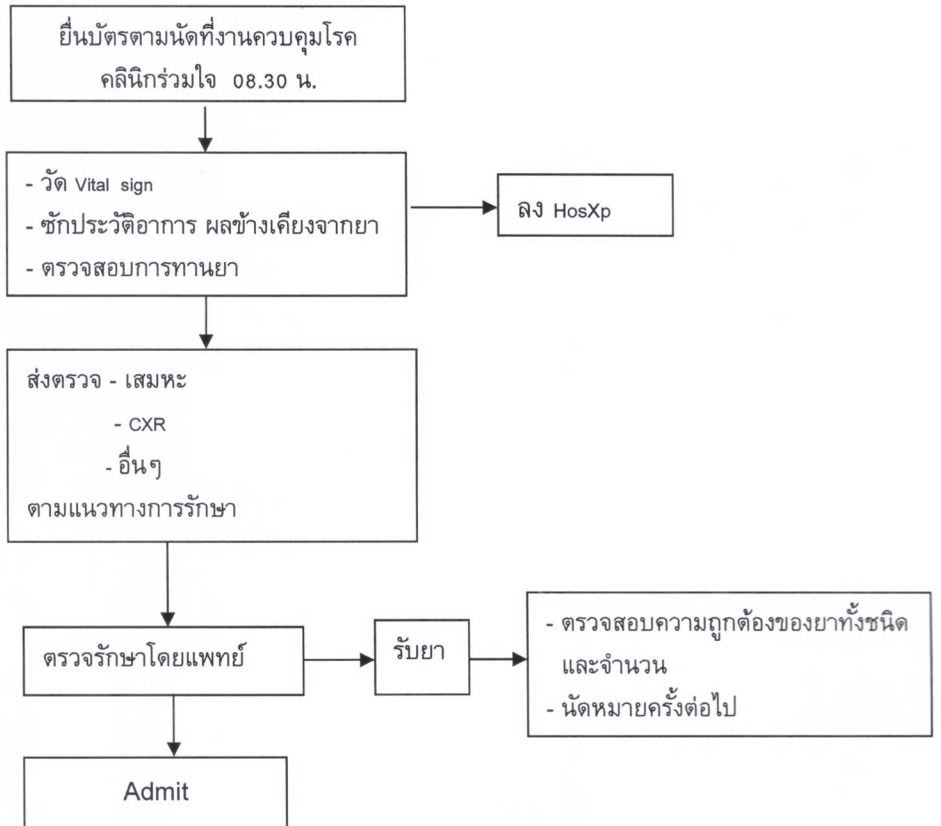 ยื่นบัตรตามนัดที่งานควบคุมโรค
คลินิกร่วมใจ 08.30 น.
- วัด Vital sign
- ซักประวัติอาการ ผลข้างเคียงจากยา
- ตรวจสอบการทานยา
ลง HosXp
ส่งตรวจ - เสมหะ
- CXR
- อื่นๆ
ตามแนวทางการรักษา
ตรวจรักษาโดยแพทย์
รับยา
- ตรวจสอบความถูกต้องของยาทั้งชนิด
และจำนวน
- นัดหมายครั้งต่อไป
Admit